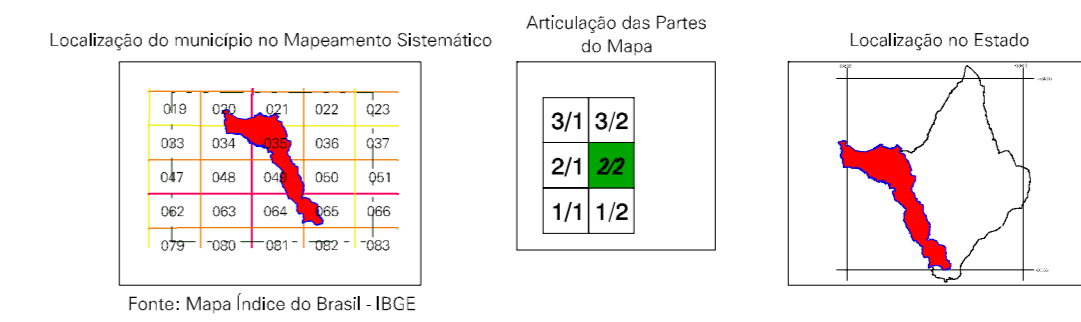 Localização do município no Mapeamento Sistemático
019 020 021 022 023
033 034 035 036 037
047 048 049 050 051
062 063 064 065 066
079 080 081 082 083
Fonte: Mapa Índice do Brasil - IBGE
Articulação das Partes
do Mapa
3/1 3/2
2/1 2/2
1/1 1/2
Localização no Estado